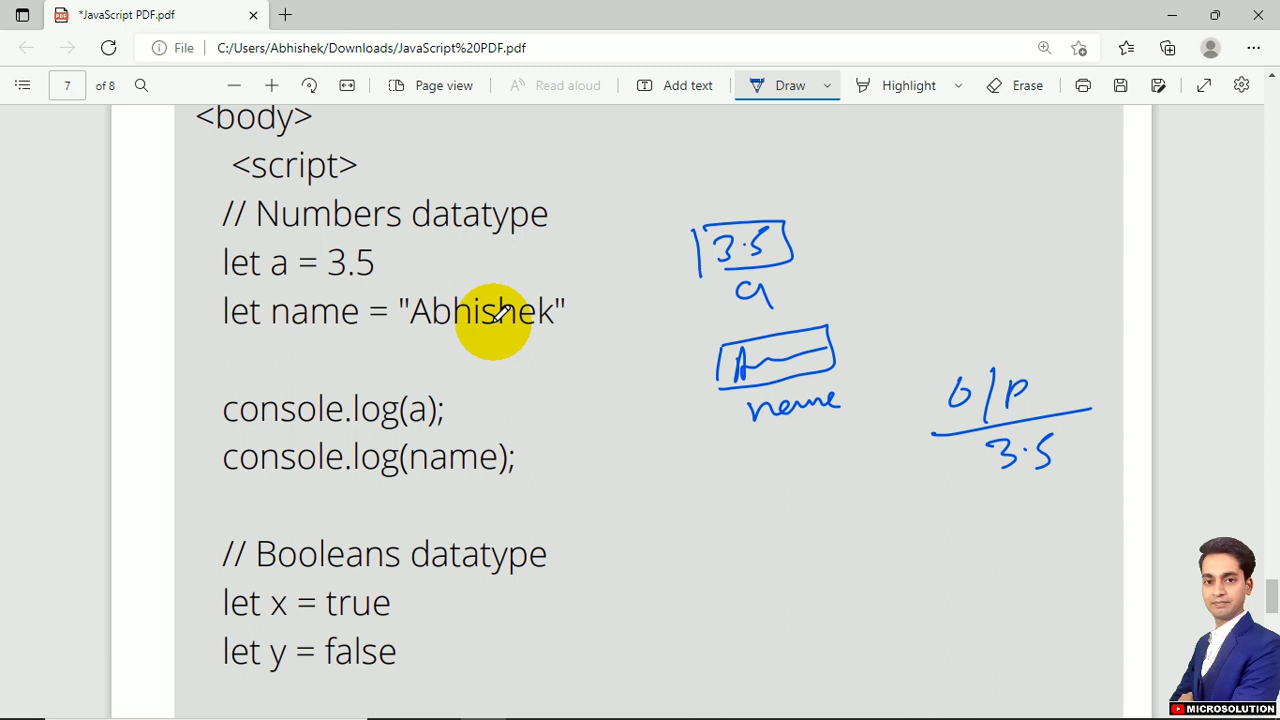 *JavaScript PDF.pdf
File C:/Users/Abhishek/Downloads/JavaScript%20PDF.pdf
7 of 8 Page view Read aloud Add text Draw Highlight Erase
<body>
<script>
// Numbers datatype
let a = 3.5
let name = "Abhishek"
console.log(a);
console.log(name);
// Booleans datatype
let x = true
let y = false
3.5
a
A
name
O/P
3.5
MICROSOLUTION